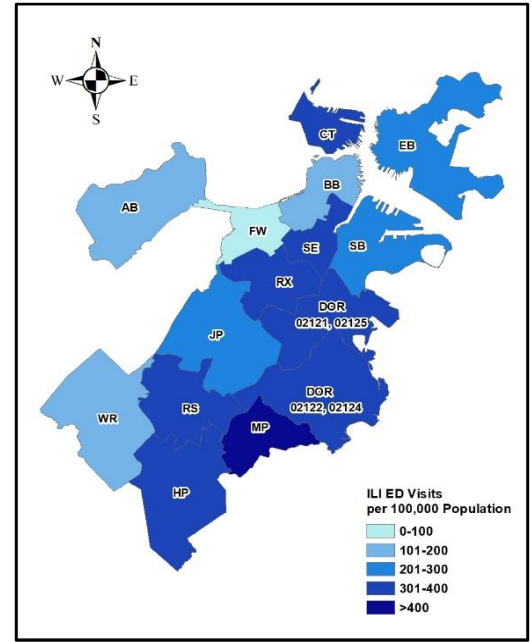 N
W
E
S
CT
EB
BB
AB
FW
SE
SB
RX
DOR
02121, 02125
JP
DOR
02122, 02124
WR
RS
MP
HP
ILI ED Visits
per 100,000 Population
0-100
101-200
201-300
301-400
>400